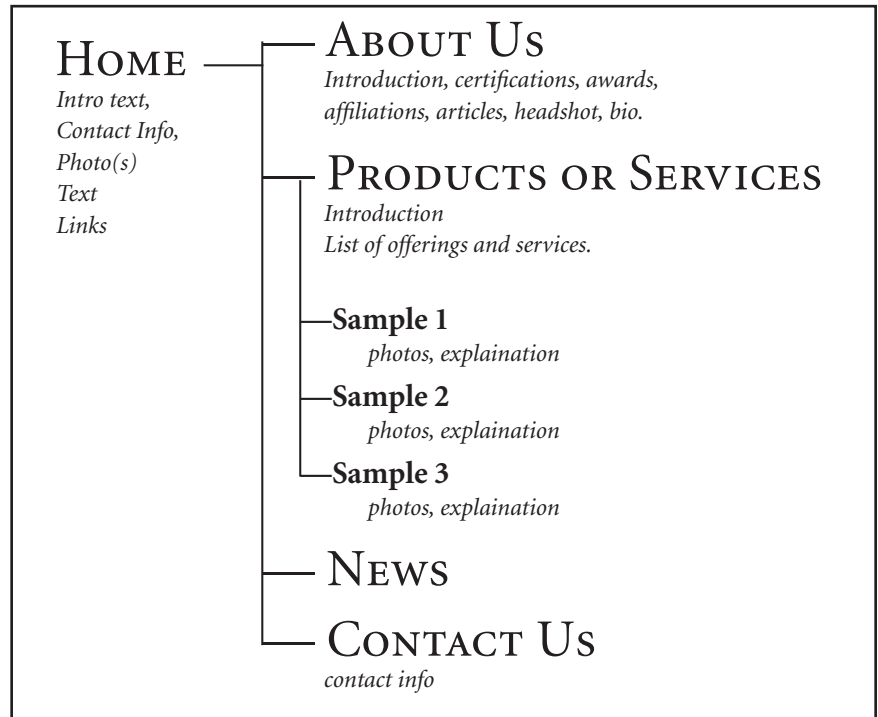 Home
Intro text,
Contact Info,
Photo(s)
Text
Links
About Us
Introduction, certifications, awards,
affiliations, articles, headshot, bio.
Products or Services
Introduction
List of offerings and services.
Sample 1
photos, explaination
Sample 2
photos, explaination
Sample 3
photos, explaination
News
Contact Us
contact info